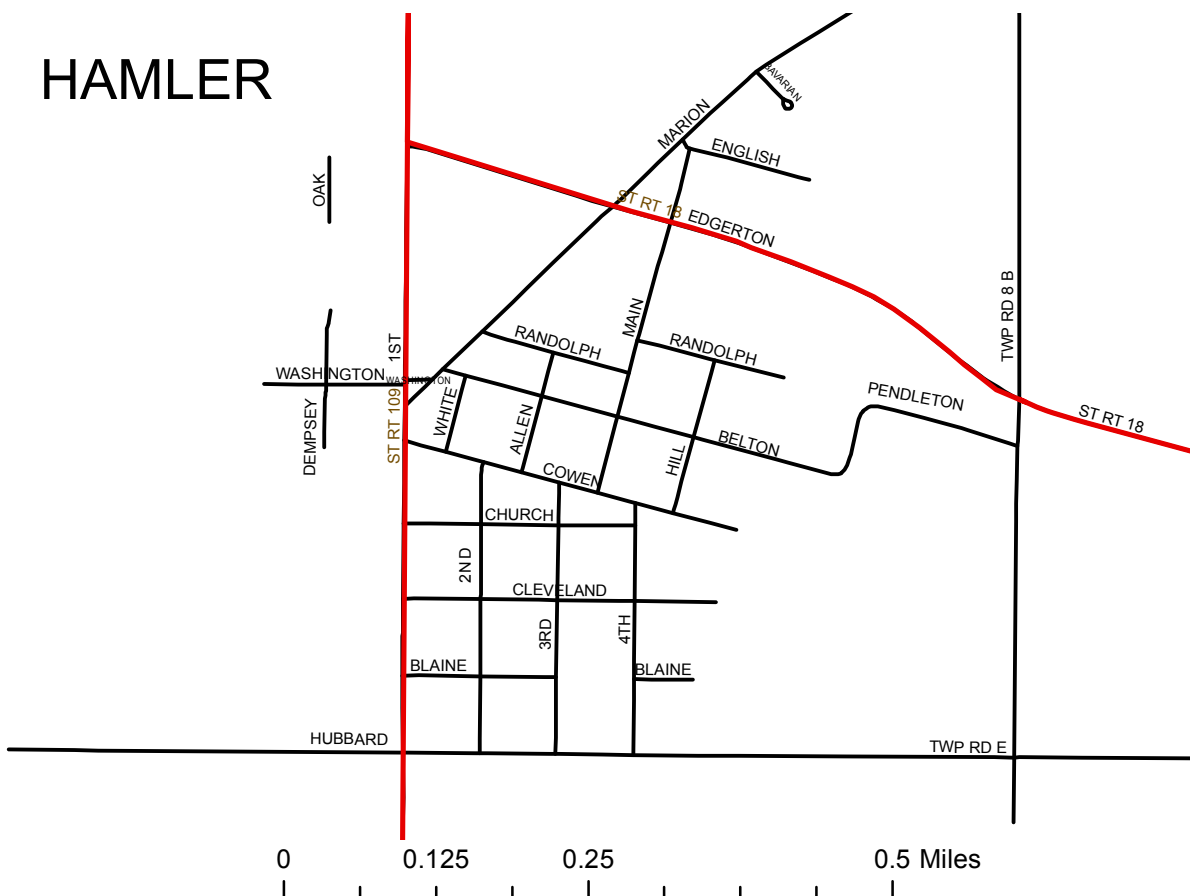 HAMLER
BAVARIAN
MARION
ENGLISH
OAK
ST RT 18
EDGERTON
TWP RD 8 B
MAIN
1ST
RANDOLPH
RANDOLPH
WASHINGTON
WASHINGTON
PENDLETON
WHITE
ALLEN
ST RT 109
DEMPSEY
ST RT 18
BELTON
HILL
COWEN
CHURCH
2ND
CLEVELAND
3RD
4TH
BLAINE
BLAINE
HUBBARD
TWP RD E
0 0.125 0.25 0.5 Miles